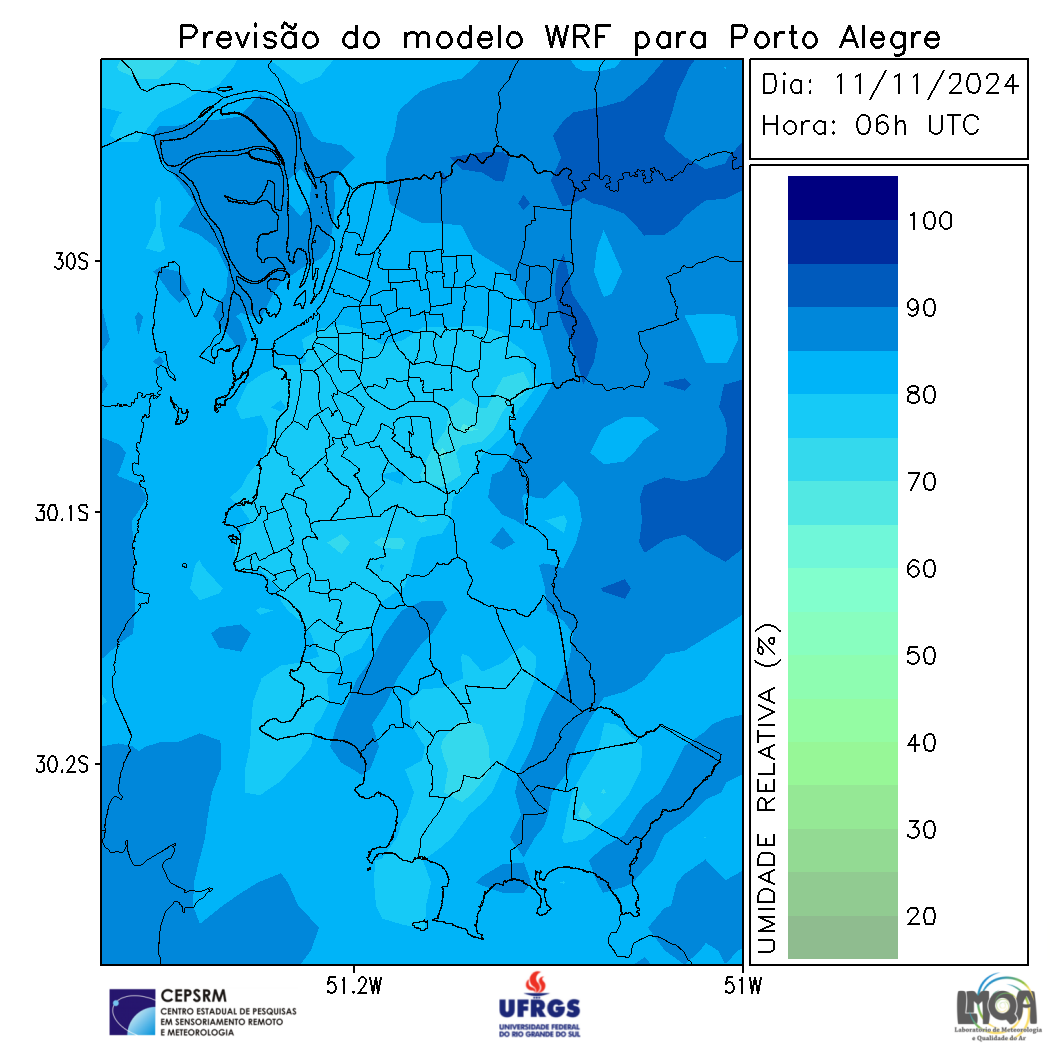 Previsão do modelo WRF para Porto Alegre
Dia: 11/11/2024
Hora: 06h UTC
30S
30.1S
30.2S
51.2W
51W
100
90
80
70
60
50
40
30
20
UMIDADE RELATIVA (%)
CEPSRM
CENTRO ESTADUAL DE PESQUISAS
EM SENSORIAMENTO REMOTO
E METEOROLOGIA
UFRGS
UNIVERSIDADE FEDERAL
DO RIO GRANDE DO SUL
LMQA
Laboratório de Meteorologia
e Qualidade do Ar